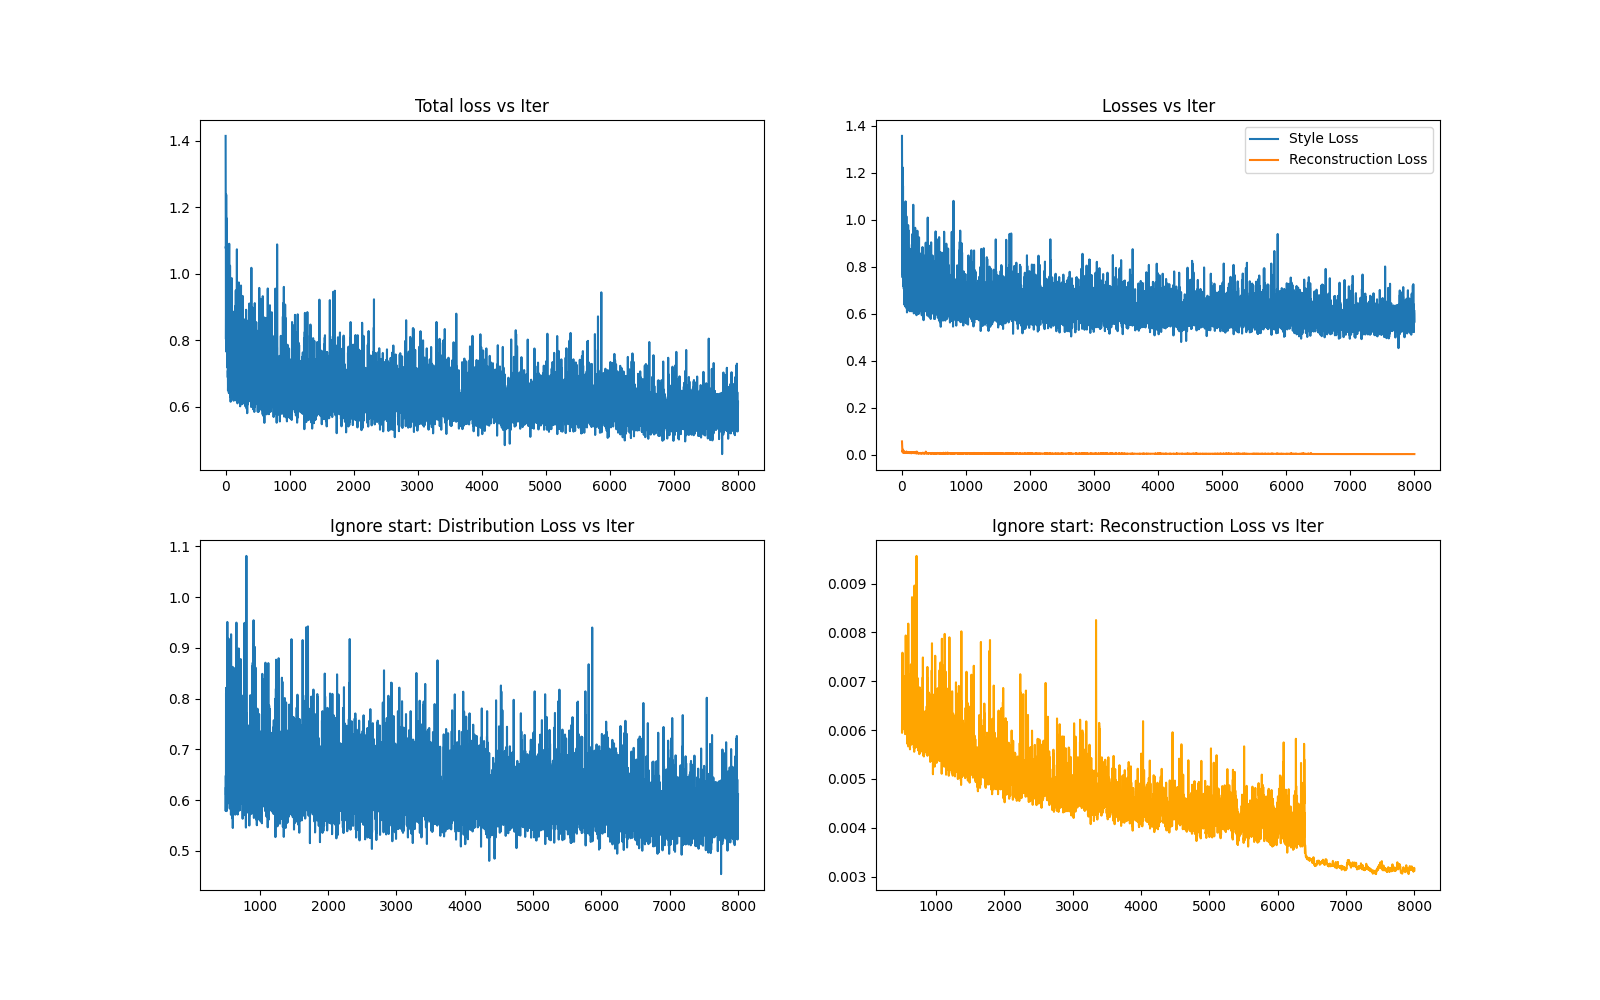 Total loss vs Iter
1.4
1.2
1.0
0.8
0.6
0 1000 2000 3000 4000 5000 6000 7000 8000
Losses vs Iter
Style Loss
Reconstruction Loss
1.4
1.2
1.0
0.8
0.6
0.4
0.2
0.0
0 1000 2000 3000 4000 5000 6000 7000 8000
Ignore start: Distribution Loss vs Iter
1.1
1.0
0.9
0.8
0.7
0.6
0.5
1000 2000 3000 4000 5000 6000 7000 8000
Ignore start: Reconstruction Loss vs Iter
0.009
0.008
0.007
0.006
0.005
0.004
0.003
1000 2000 3000 4000 5000 6000 7000 8000